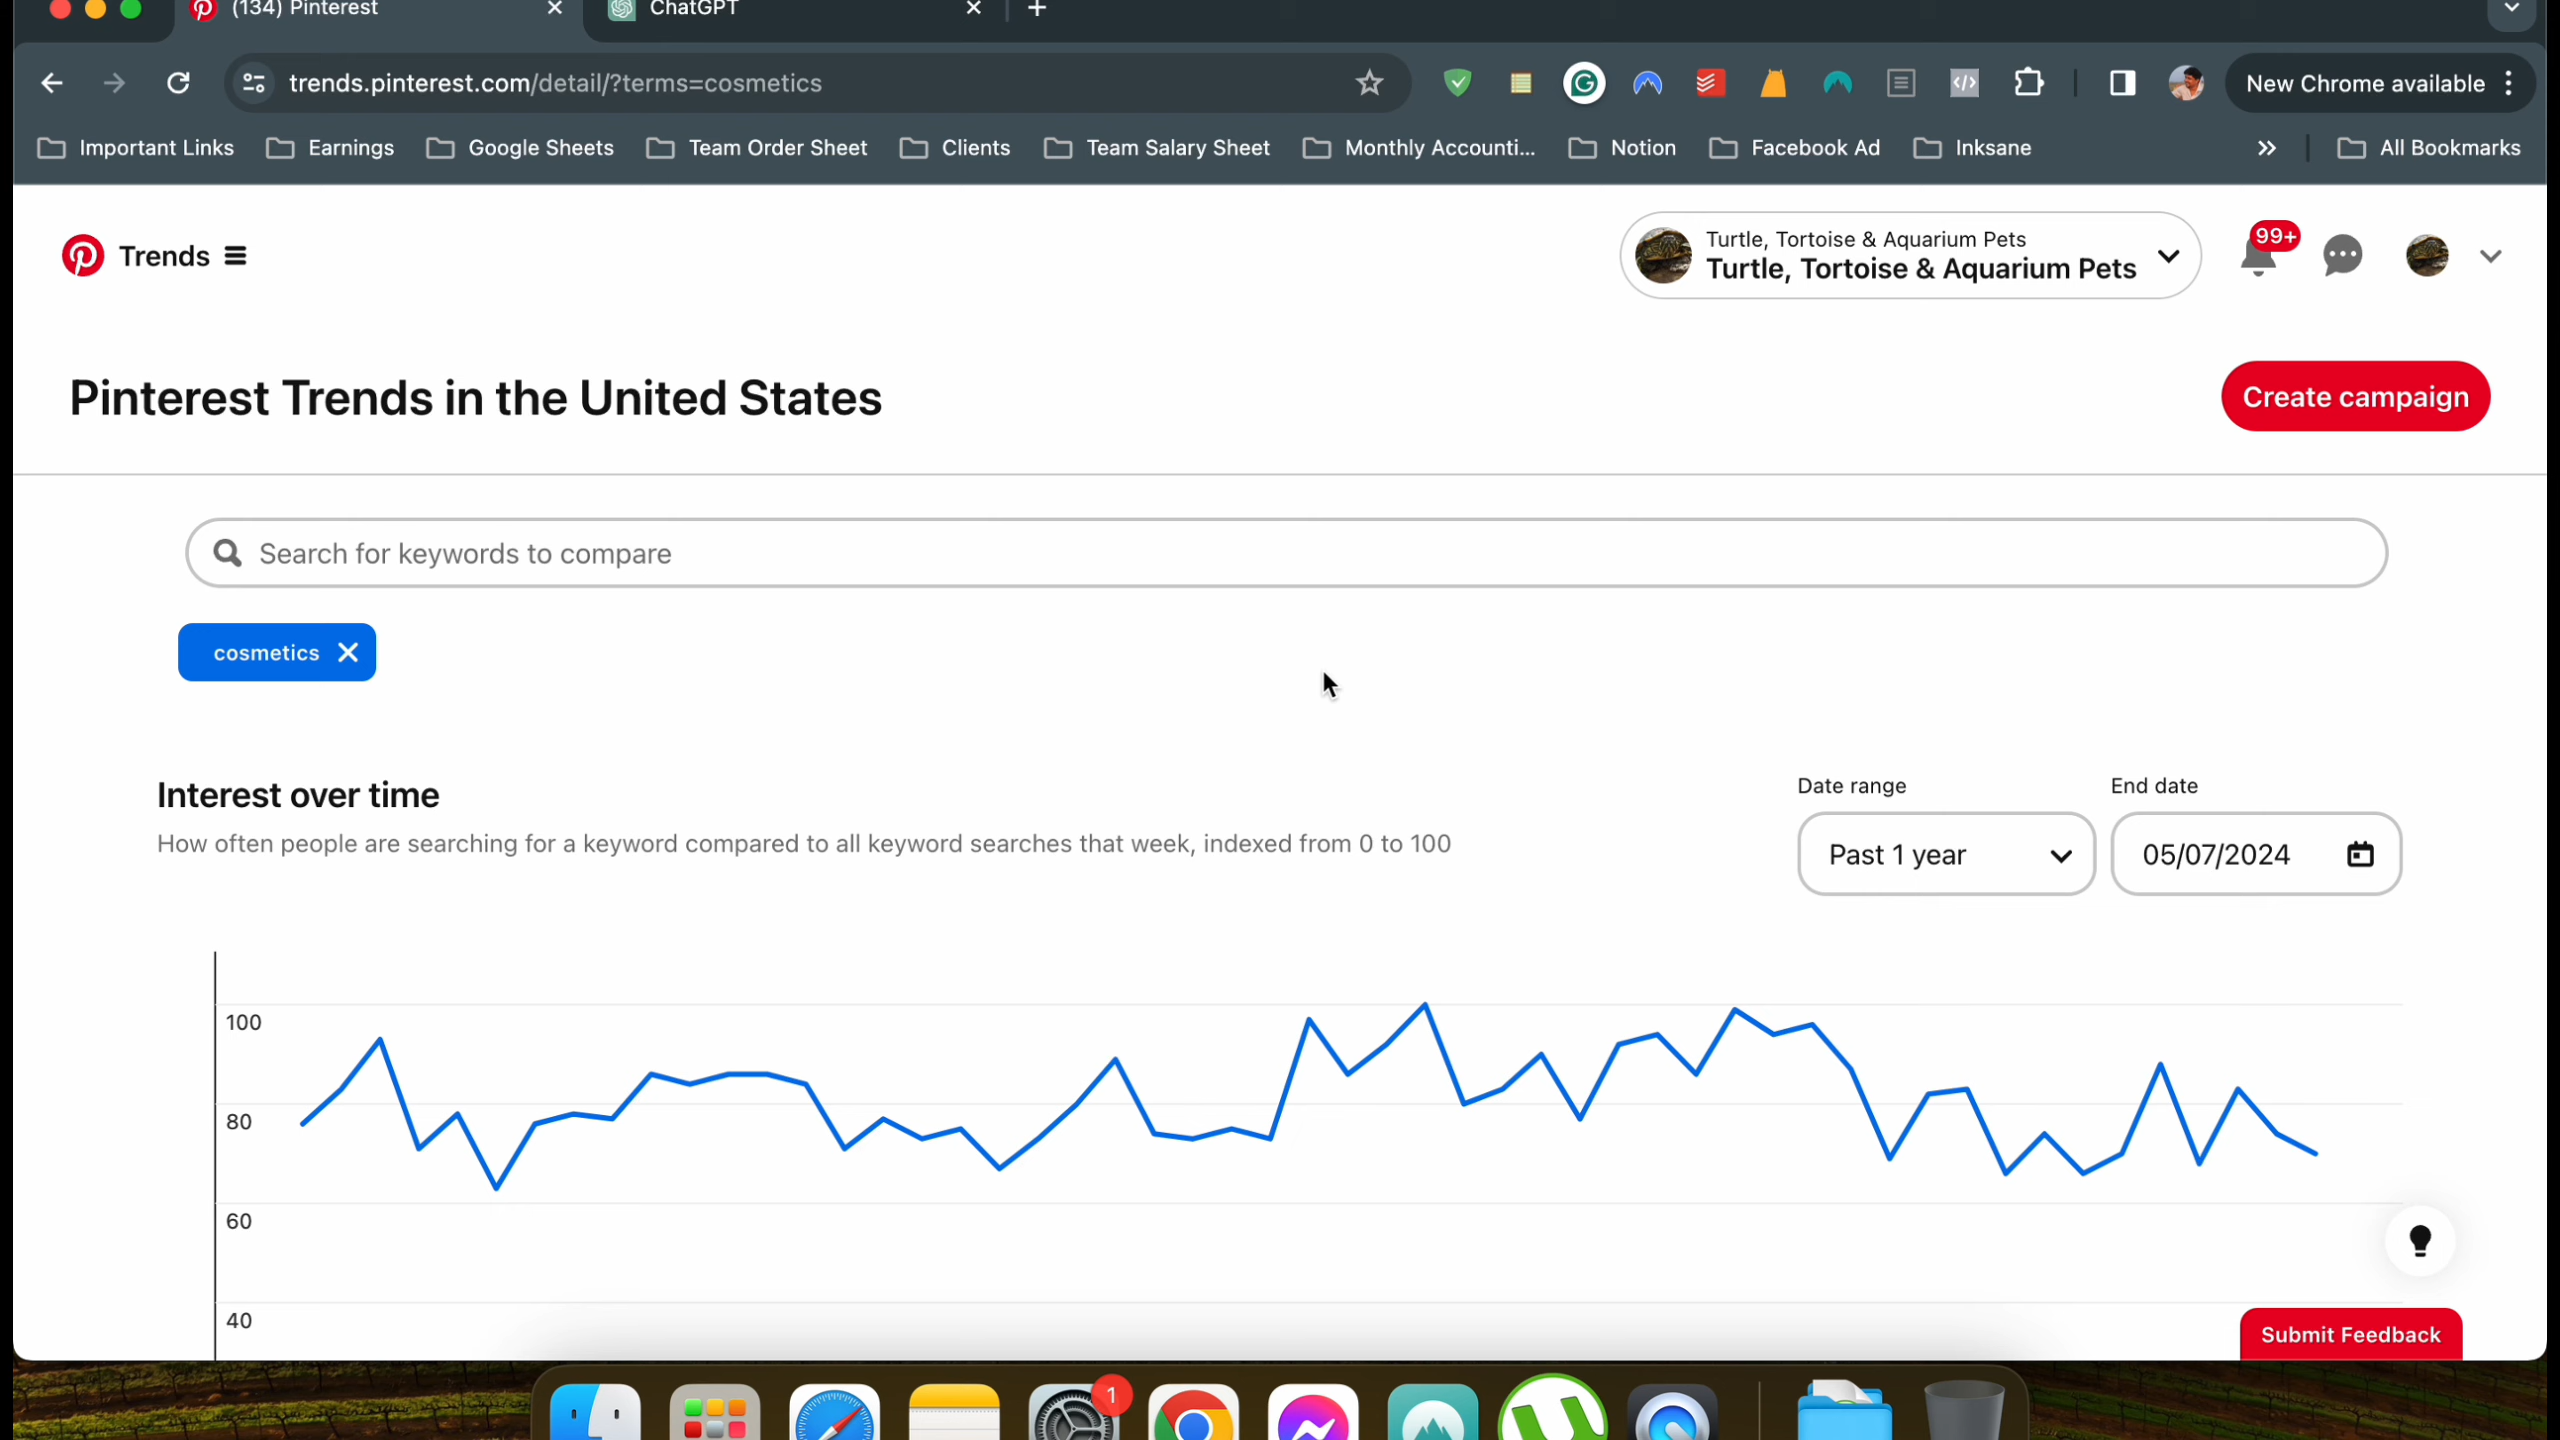 (134) Pinterest
ChatGPT
trends.pinterest.com/detail/?terms=cosmetics
New Chrome available
Important Links
Earnings
Google Sheets
Team Order Sheet
Clients
Team Salary Sheet
Monthly Accounti...
Notion
Facebook Ad
Inksane
All Bookmarks
Trends
Turtle, Tortoise & Aquarium Pets
Turtle, Tortoise & Aquarium Pets
99+
Pinterest Trends in the United States
Create campaign
Search for keywords to compare
cosmetics
Interest over time
How often people are searching for a keyword compared to all keyword searches that week, indexed from 0 to 100
Date range
End date
Past 1 year
05/07/2024
100
80
60
40
Submit Feedback
1